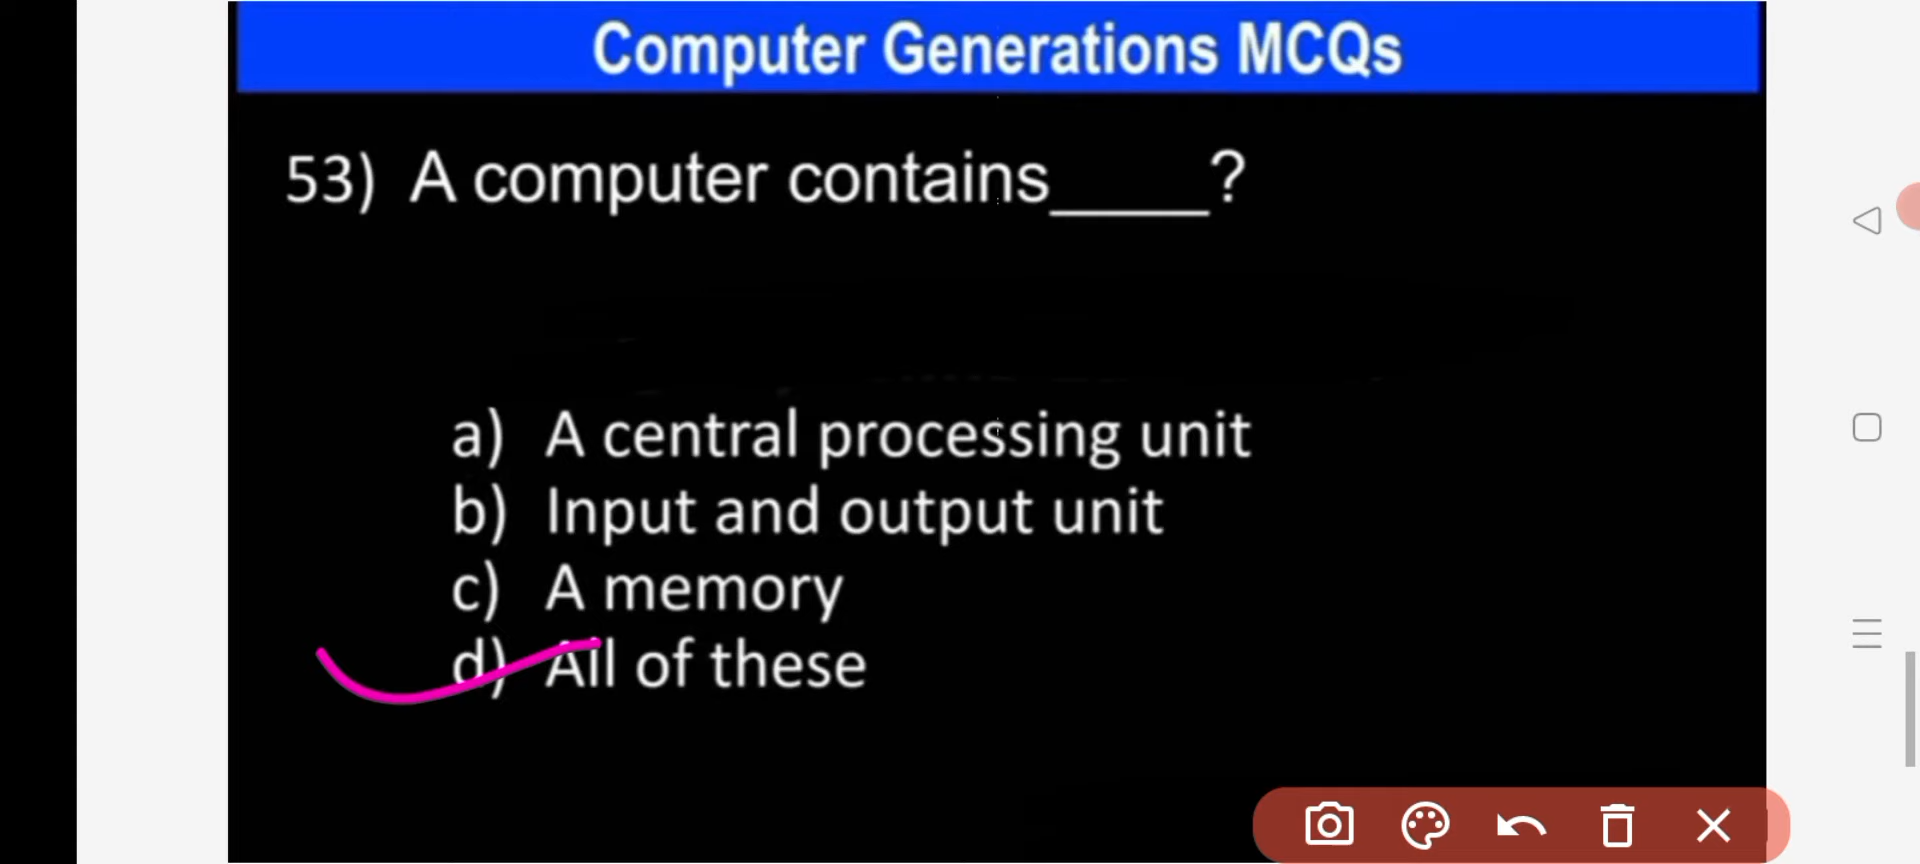 Computer Generations MCQs
53) A computer contains_____?
a) A central processing unit
b) Input and output unit
c) A memory
d) All of these